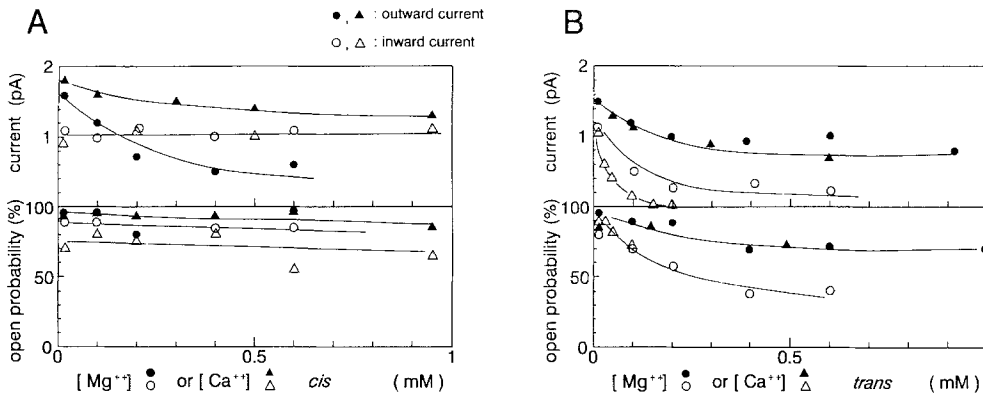 A
●, ▲ : outward current
○, △ : inward current
B
current (pA)
2
1
open probability (%)
100
50
0
0
0.5
1
[Mg⁺⁺] ● ○ or [Ca⁺⁺] ▲ △ cis (mM)
current (pA)
2
1
open probability (%)
100
50
0
0
0.5
[Mg⁺⁺] ● ○ or [Ca⁺⁺] ▲ △ trans (mM)